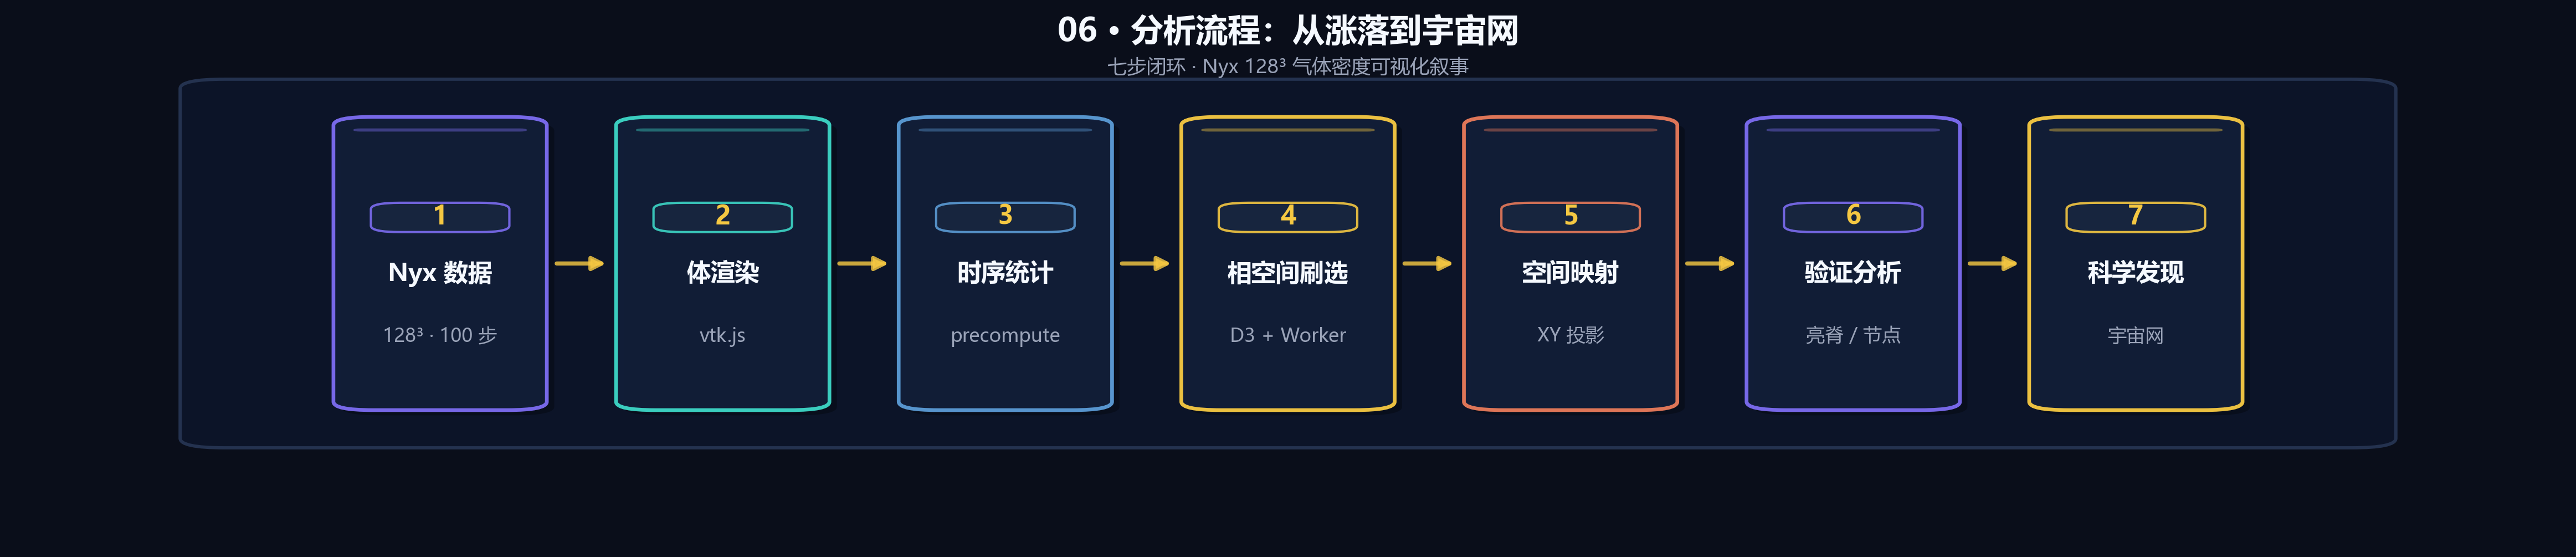 06 • 分析流程：从涨落到宇宙网
七步闭环 · Nyx 128³ 气体密度可视化叙事
1
Nyx 数据
128³ · 100 步
2
体渲染
vtk.js
3
时序统计
precompute
4
相空间刷选
D3 + Worker
5
空间映射
XY 投影
6
验证分析
亮脊 / 节点
7
科学发现
宇宙网